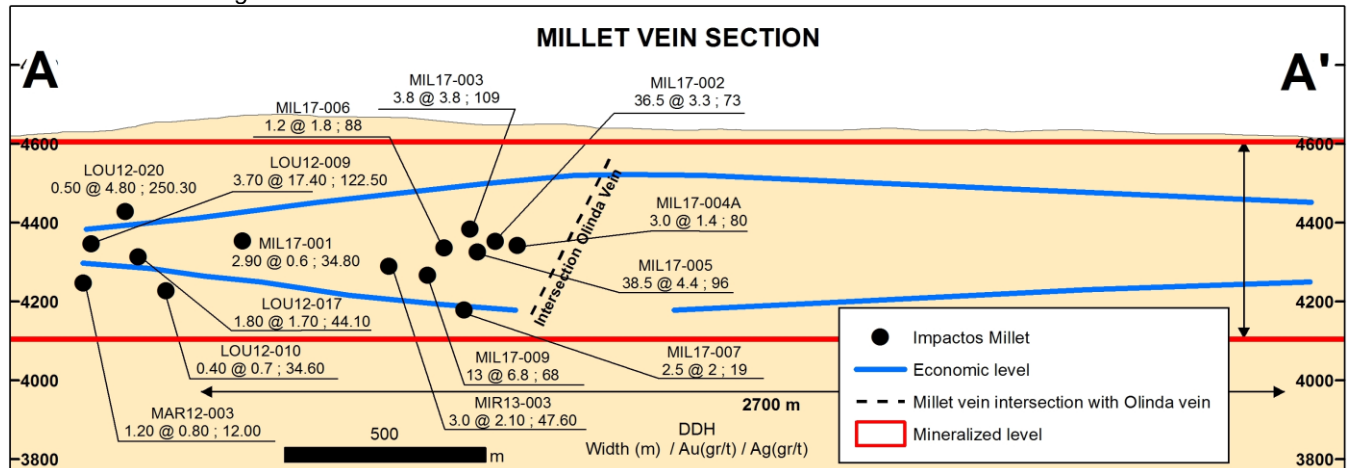 MILLET VEIN SECTION
A
A'
MIL17-003
3.8 @ 3.8 ; 109
MIL17-002
36.5 @ 3.3 ; 73
MIL17-006
1.2 @ 1.8 ; 88
4600
4600
LOU12-020
0.50 @ 4.80 ; 250.30
LOU12-009
3.70 @ 17.40 ; 122.50
Intersection Olinda Vein
MIL17-004A
3.0 @ 1.4 ; 80
4400
4400
MIL17-001
2.90 @ 0.6 ; 34.80
MIL17-005
38.5 @ 4.4 ; 96
4200
4200
LOU12-017
1.80 @ 1.70 ; 44.10
LOU12-010
0.40 @ 0.7 ; 34.60
MIL17-009
13 @ 6.8 ; 68
MIL17-007
2.5 @ 2 ; 19
4000
4000
2700 m
MAR12-003
1.20 @ 0.80 ; 12.00
MIR13-003
3.0 @ 2.10 ; 47.60
500
m
DDH
Width (m) / Au(gr/t) / Ag(gr/t)
3800
3800
Impactos Millet
Economic level
Millet vein intersection with Olinda vein
Mineralized level